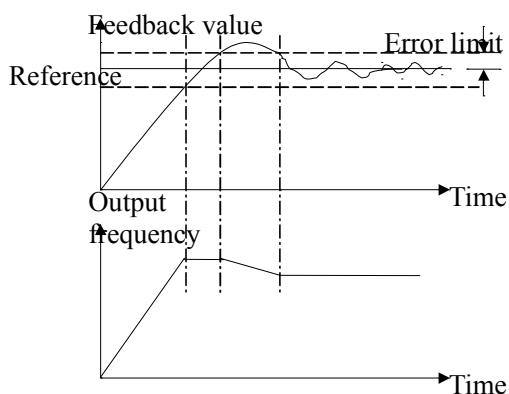 Feedback value
Error limit
Reference
Time
Output
frequency
Time